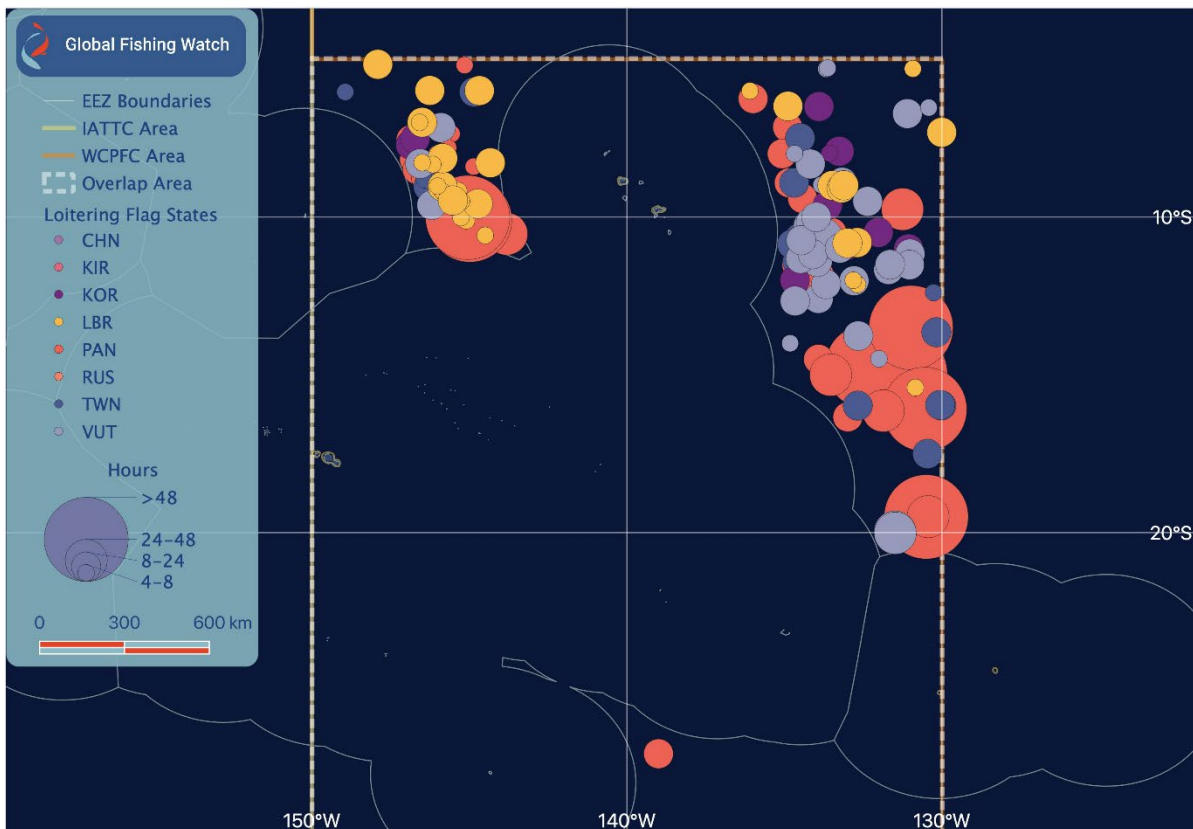 Global Fishing Watch
EEZ Boundaries
IATTC Area
WCPFC Area
Overlap Area
Loitering Flag States
CHN
KIR
KOR
LBR
PAN
RUS
TWN
VUT
Hours
>48
24-48
8-24
4-8
0 300 600 km
10°S
20°S
150°W 140°W 130°W